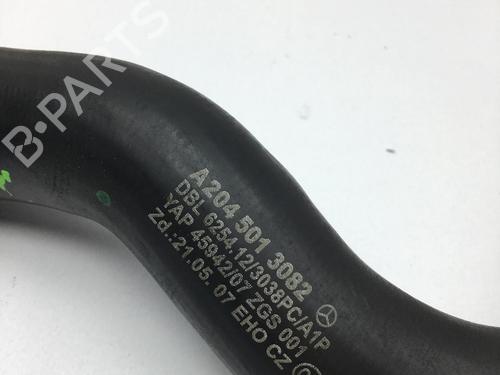 B-PARTS
A204 501 3082
DBL 6254.12/3038PC/A1P
YAP 45942/07 ZGS 001
Zd.:21.05. 07 EHO CZ